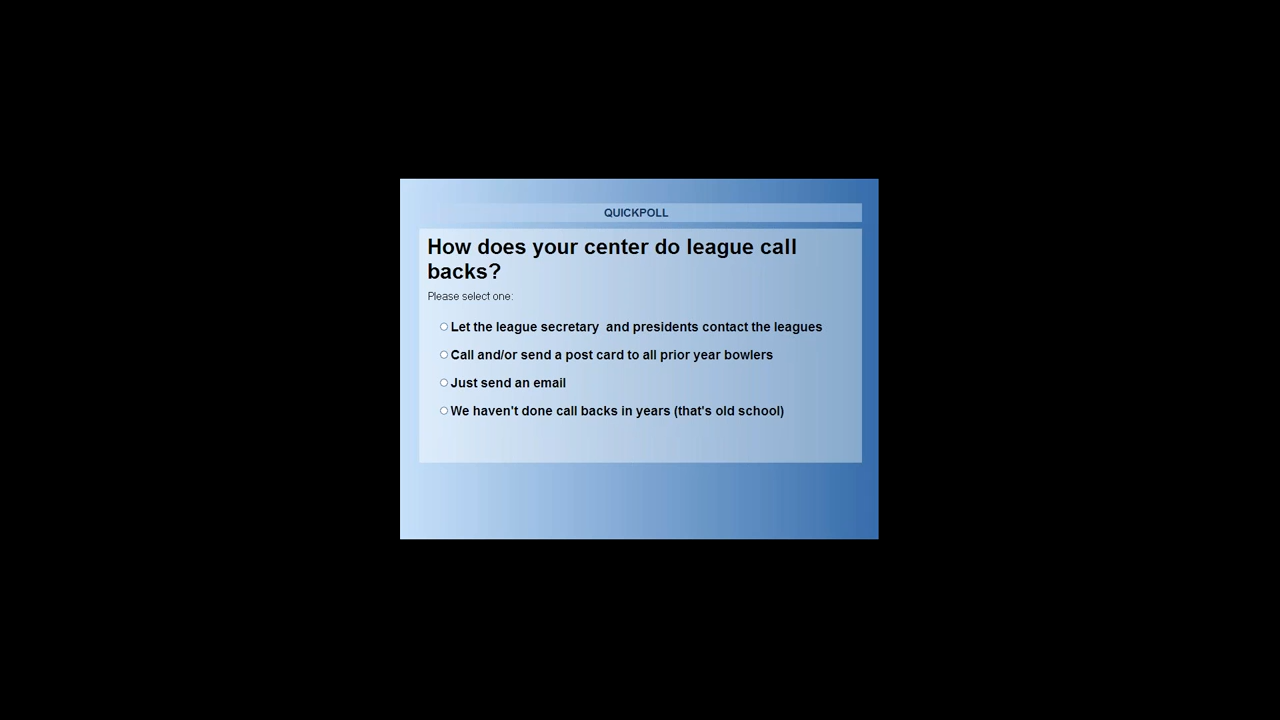 QUICKPOLL
How does your center do league call
backs?
Please select one:
Let the league secretary  and presidents contact the leagues
Call and/or send a post card to all prior year bowlers
Just send an email
We haven't done call backs in years (that's old school)